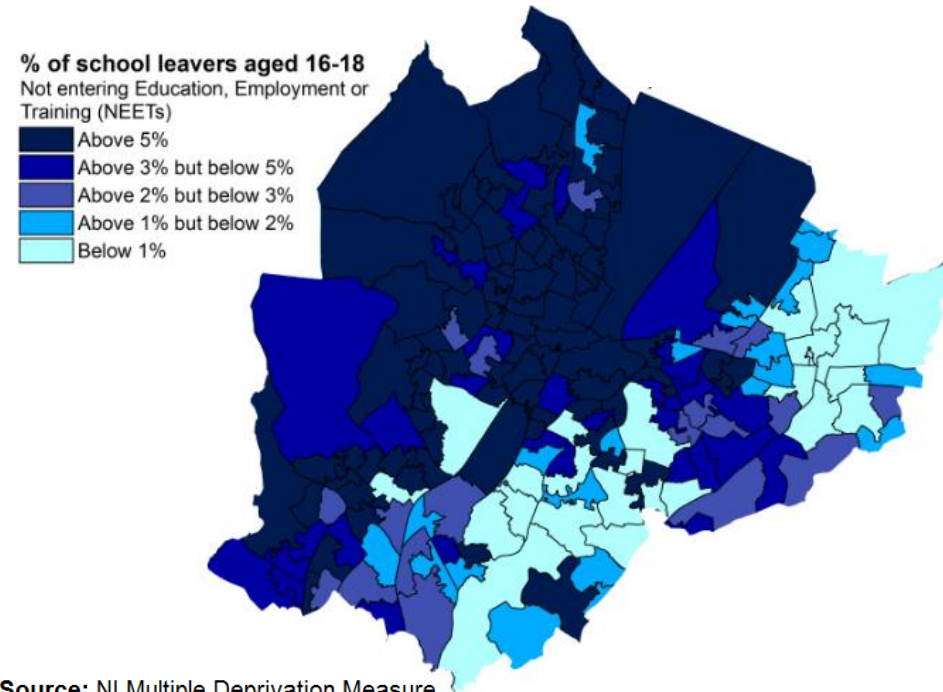 % of school leavers aged 16-18
Not entering Education, Employment or
Training (NEETs)
Above 5%
Above 3% but below 5%
Above 2% but below 3%
Above 1% but below 2%
Below 1%
Source: NI Multiple Deprivation Measure